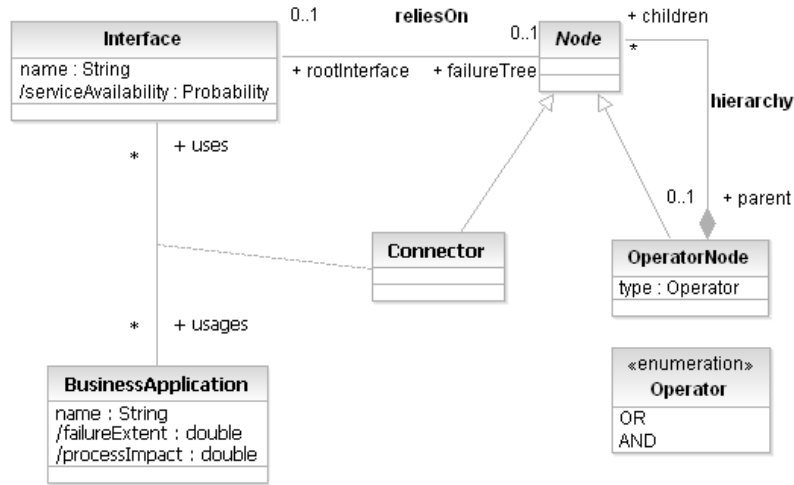 0..1
reliesOn
+ children
Interface
0..1
Node
*
name : String
/serviceAvailability : Probability
+ rootInterface
+ failureTree
hierarchy
*
+ uses
0..1
+ parent
Connector
OperatorNode
type : Operator
*
+ usages
«enumeration»
Operator
OR
AND
BusinessApplication
name : String
/failureExtent : double
/processImpact : double